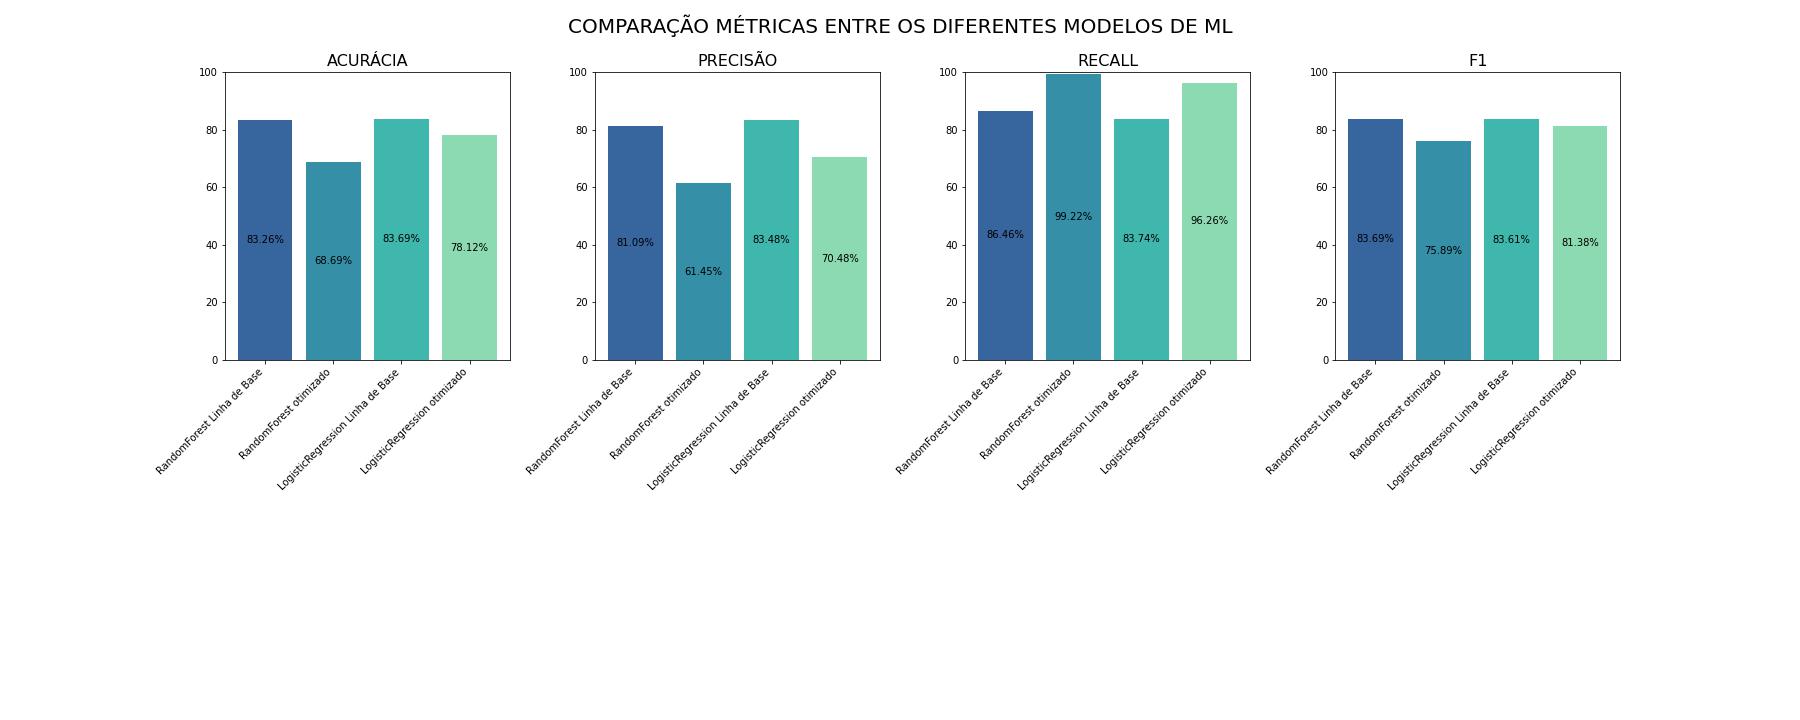 COMPARAÇÃO MÉTRICAS ENTRE OS DIFERENTES MODELOS DE ML
ACURÁCIA
100
80
60
40
20
0
83.26%
68.69%
83.69%
78.12%
RandomForest Linha de Base
RandomForest otimizado
LogisticRegression Linha de Base
LogisticRegression otimizado
PRECISÃO
100
80
60
40
20
0
81.09%
61.45%
83.48%
70.48%
RandomForest Linha de Base
RandomForest otimizado
LogisticRegression Linha de Base
LogisticRegression otimizado
RECALL
100
80
60
40
20
0
86.46%
99.22%
83.74%
96.26%
RandomForest Linha de Base
RandomForest otimizado
LogisticRegression Linha de Base
LogisticRegression otimizado
F1
100
80
60
40
20
0
83.69%
75.89%
83.61%
81.38%
RandomForest Linha de Base
RandomForest otimizado
LogisticRegression Linha de Base
LogisticRegression otimizado